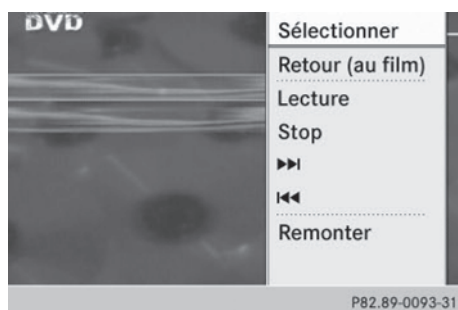 DVD
Sélectionner
Retour (au film)
Lecture
Stop
▶▶I
I◀◀
Remonter
P82.89-0093-31